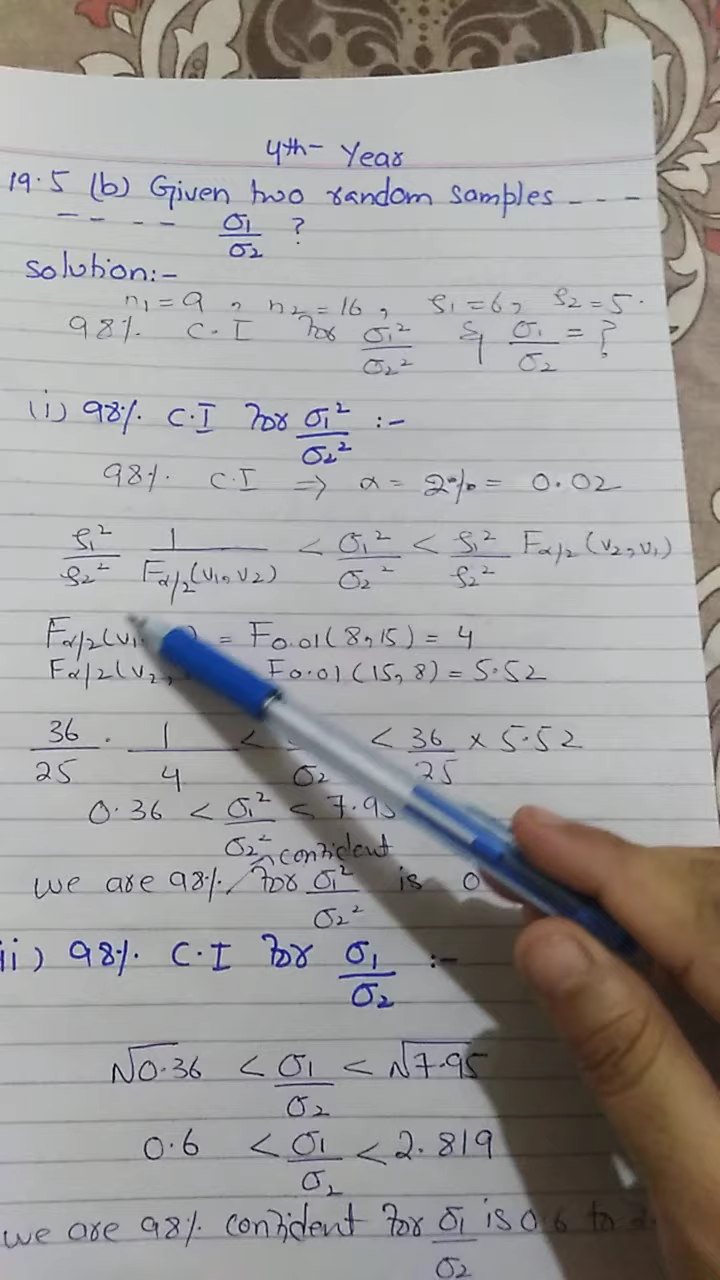 4th- Year
19.5 (b) Given two random samples - - -
- - - - σ1/σ2 ?
Solution:-
n1 = 9 , n2 = 16 , s1 = 6 , s2 = 5 .
98% C.I for σ1²/σ2² & σ1/σ2 = ?
(i) 98% C.I for σ1²/σ2² :-
98% C.I ⇒ α = 2% = 0.02
s1²/s2² 1/Fα/2(v1, v2) < σ1²/σ2² < s1²/s2² Fα/2 (v2, v1)
Fα/2(v1 = F0.01(8, 15) = 4
Fα/2(v2, F0.01(15, 8) = 5.52
36/25 . 1/4 < σ2 < 36/25 × 5.52
0.36 < σ1²/σ2² < 7.95
we are 98% confident for σ1²/σ2² is 0
ii) 98% C.I for σ1/σ2 :-
√0.36 < σ1/σ2 < √7.95
0.6 < σ1/σ2 < 2.819
we are 98% confident for σ1/σ2 is 0.6 to